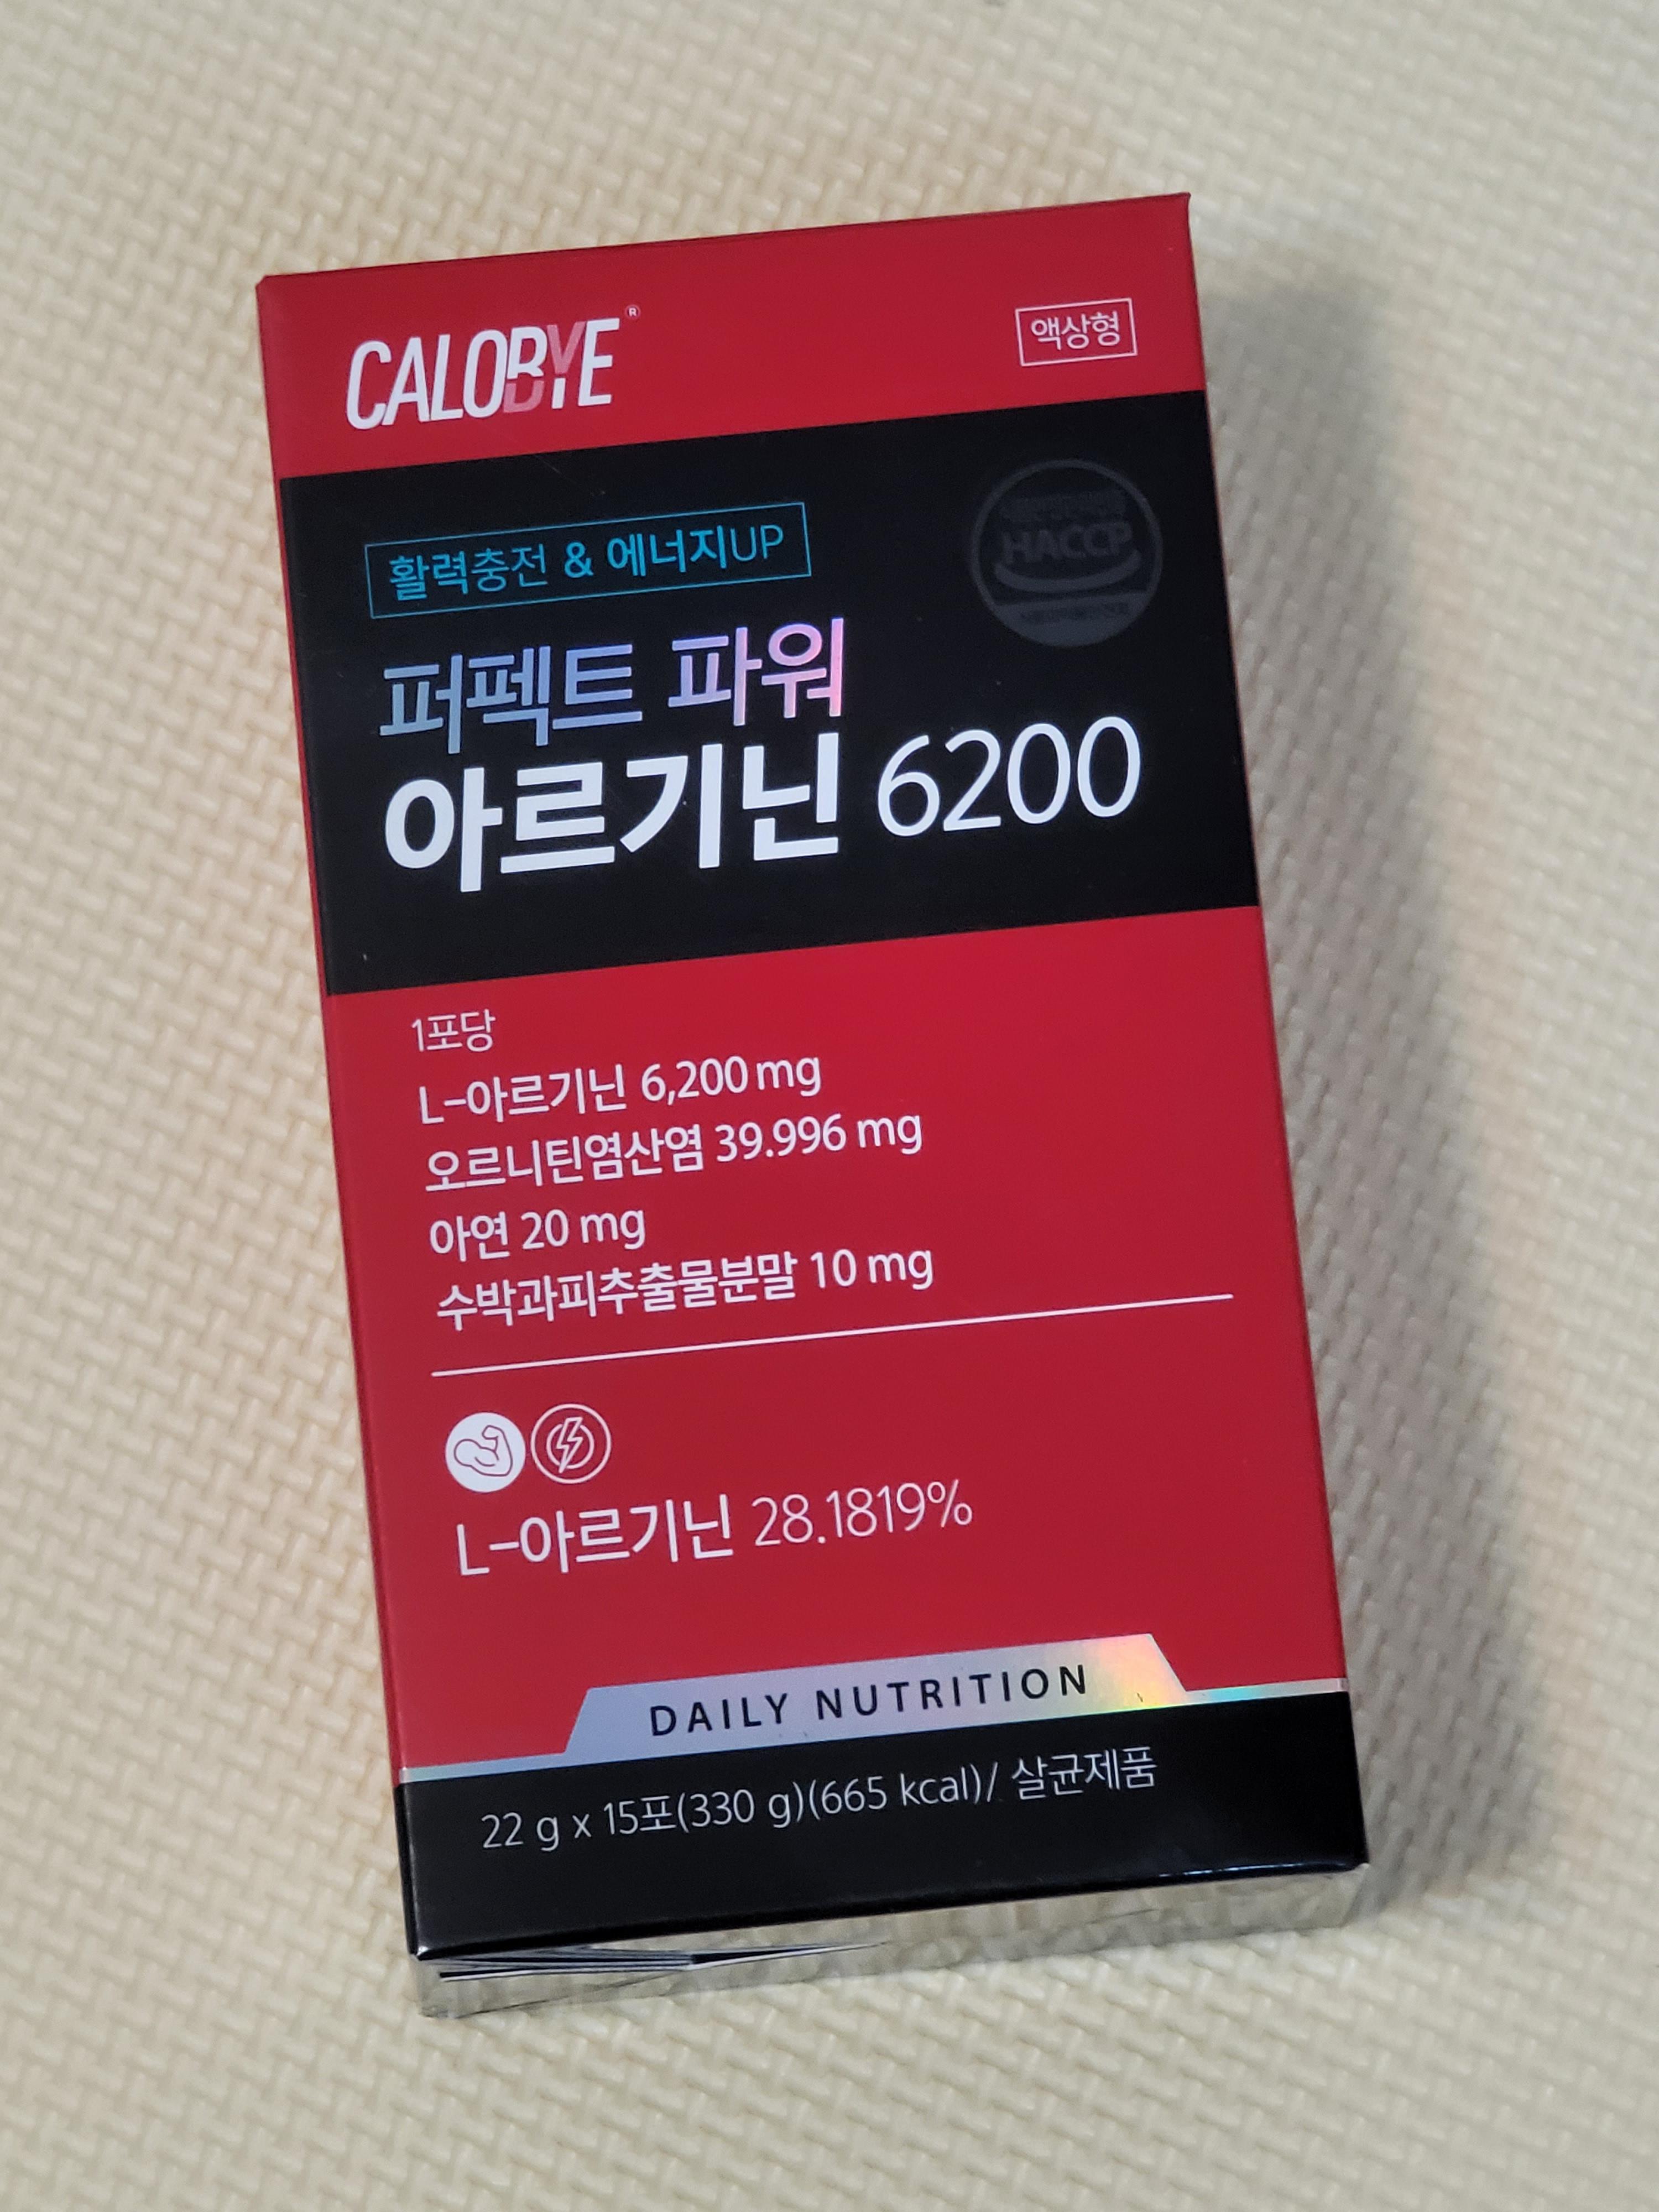 CALOBYE®
액상형
활력충전 & 에너지UP
HACCP
퍼펙트 파워
아르기닌 6200
1포당
L-아르기닌 6,200 mg
오르니틴염산염 39.996 mg
아연 20 mg
수박과피추출물분말 10 mg
L-아르기닌 28.1819%
DAILY NUTRITION
22 g x 15포(330 g)(665 kcal)/ 살균제품